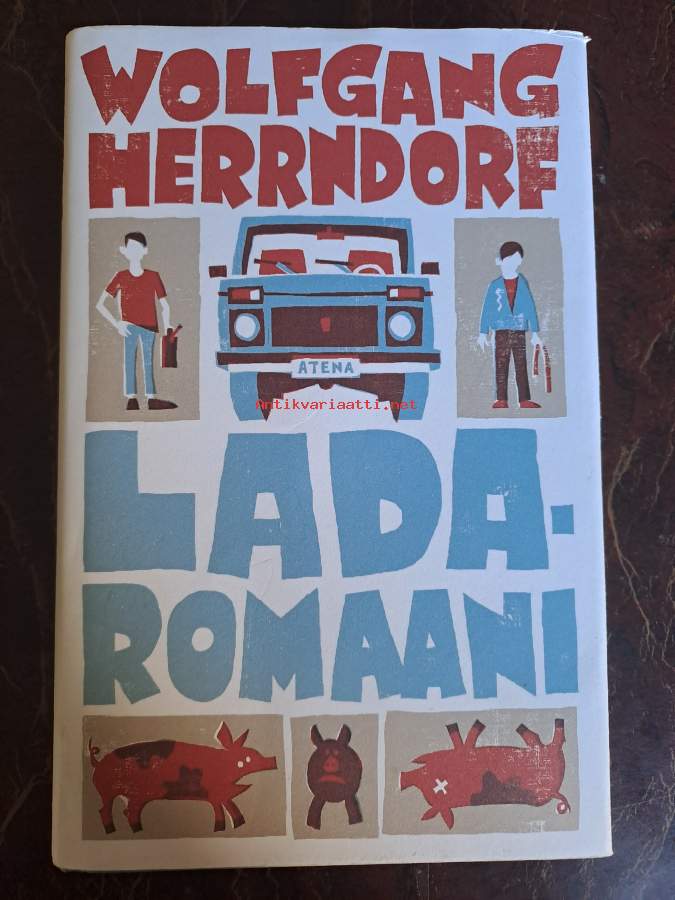 WOLFGANG
HERRNDORF
ATENA
Antikvariaatti.net
LADA-
ROMAANI